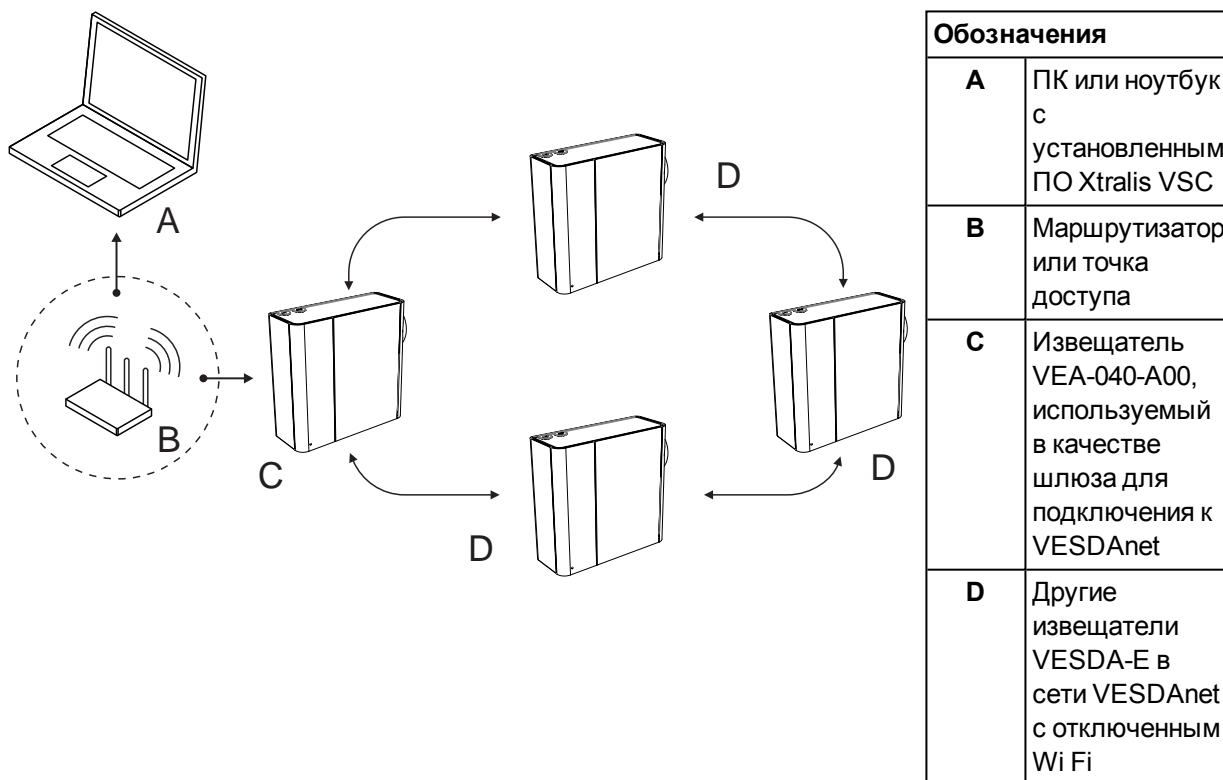 A
B
C
D
D
D
Обозначения
A
ПК или ноутбук
с
установленным
ПО Xtralis VSC
B
Маршрутизатор
или точка
доступа
C
Извещатель
VEA-040-A00,
используемый
в качестве
шлюза для
подключения к
VESDAnet
D
Другие
извещатели
VESDA-E в
сети VESDAnet
с отключенным
Wi Fi